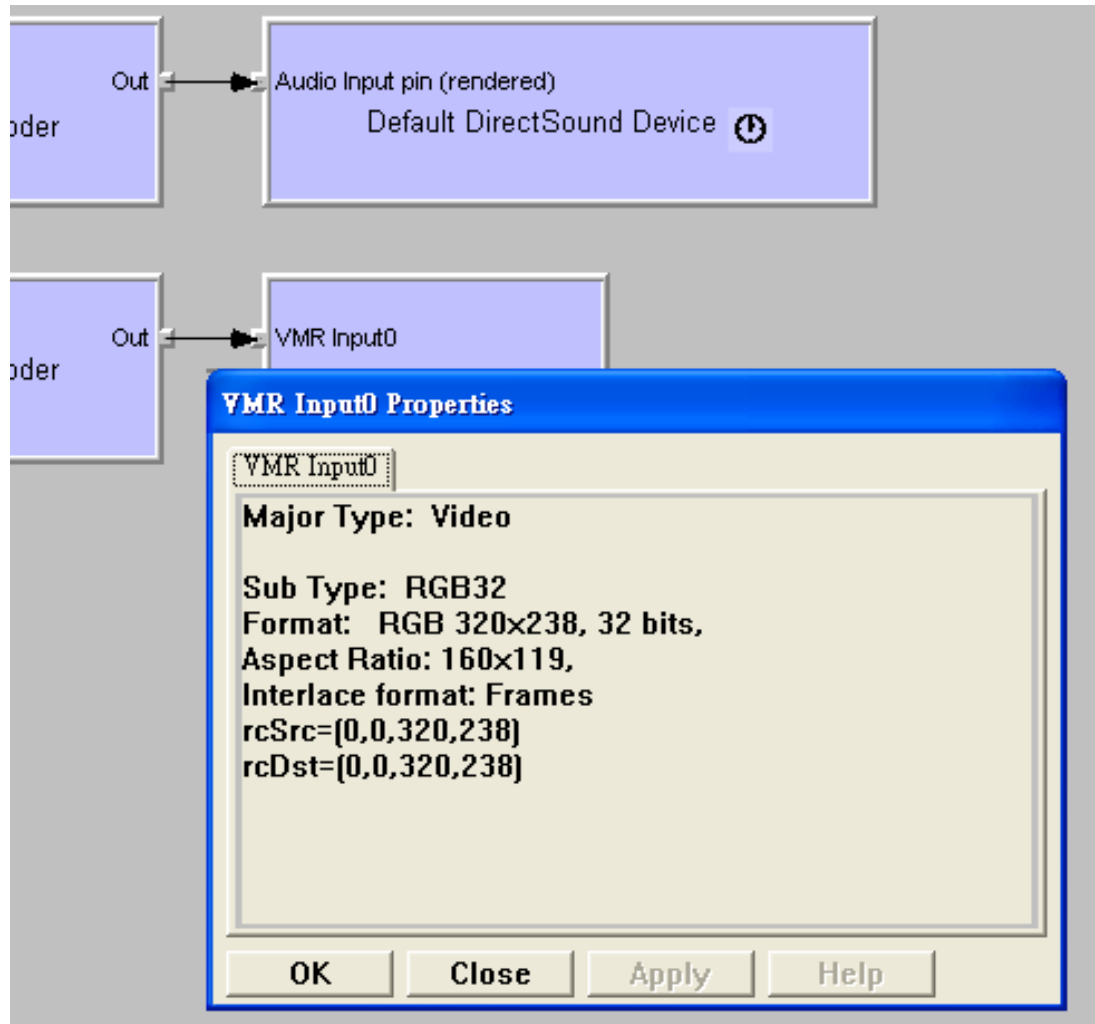 Out
Audio Input pin (rendered)
oder
Default DirectSound Device
Out
VMR Input0
oder
VMR Input0 Properties
VMR Input0
Major Type: Video
Sub Type: RGB32
Format: RGB 320x238, 32 bits,
Aspect Ratio: 160x119,
Interlace format: Frames
rcSrc=(0,0,320,238)
rcDst=(0,0,320,238)
OK
Close
Apply
Help